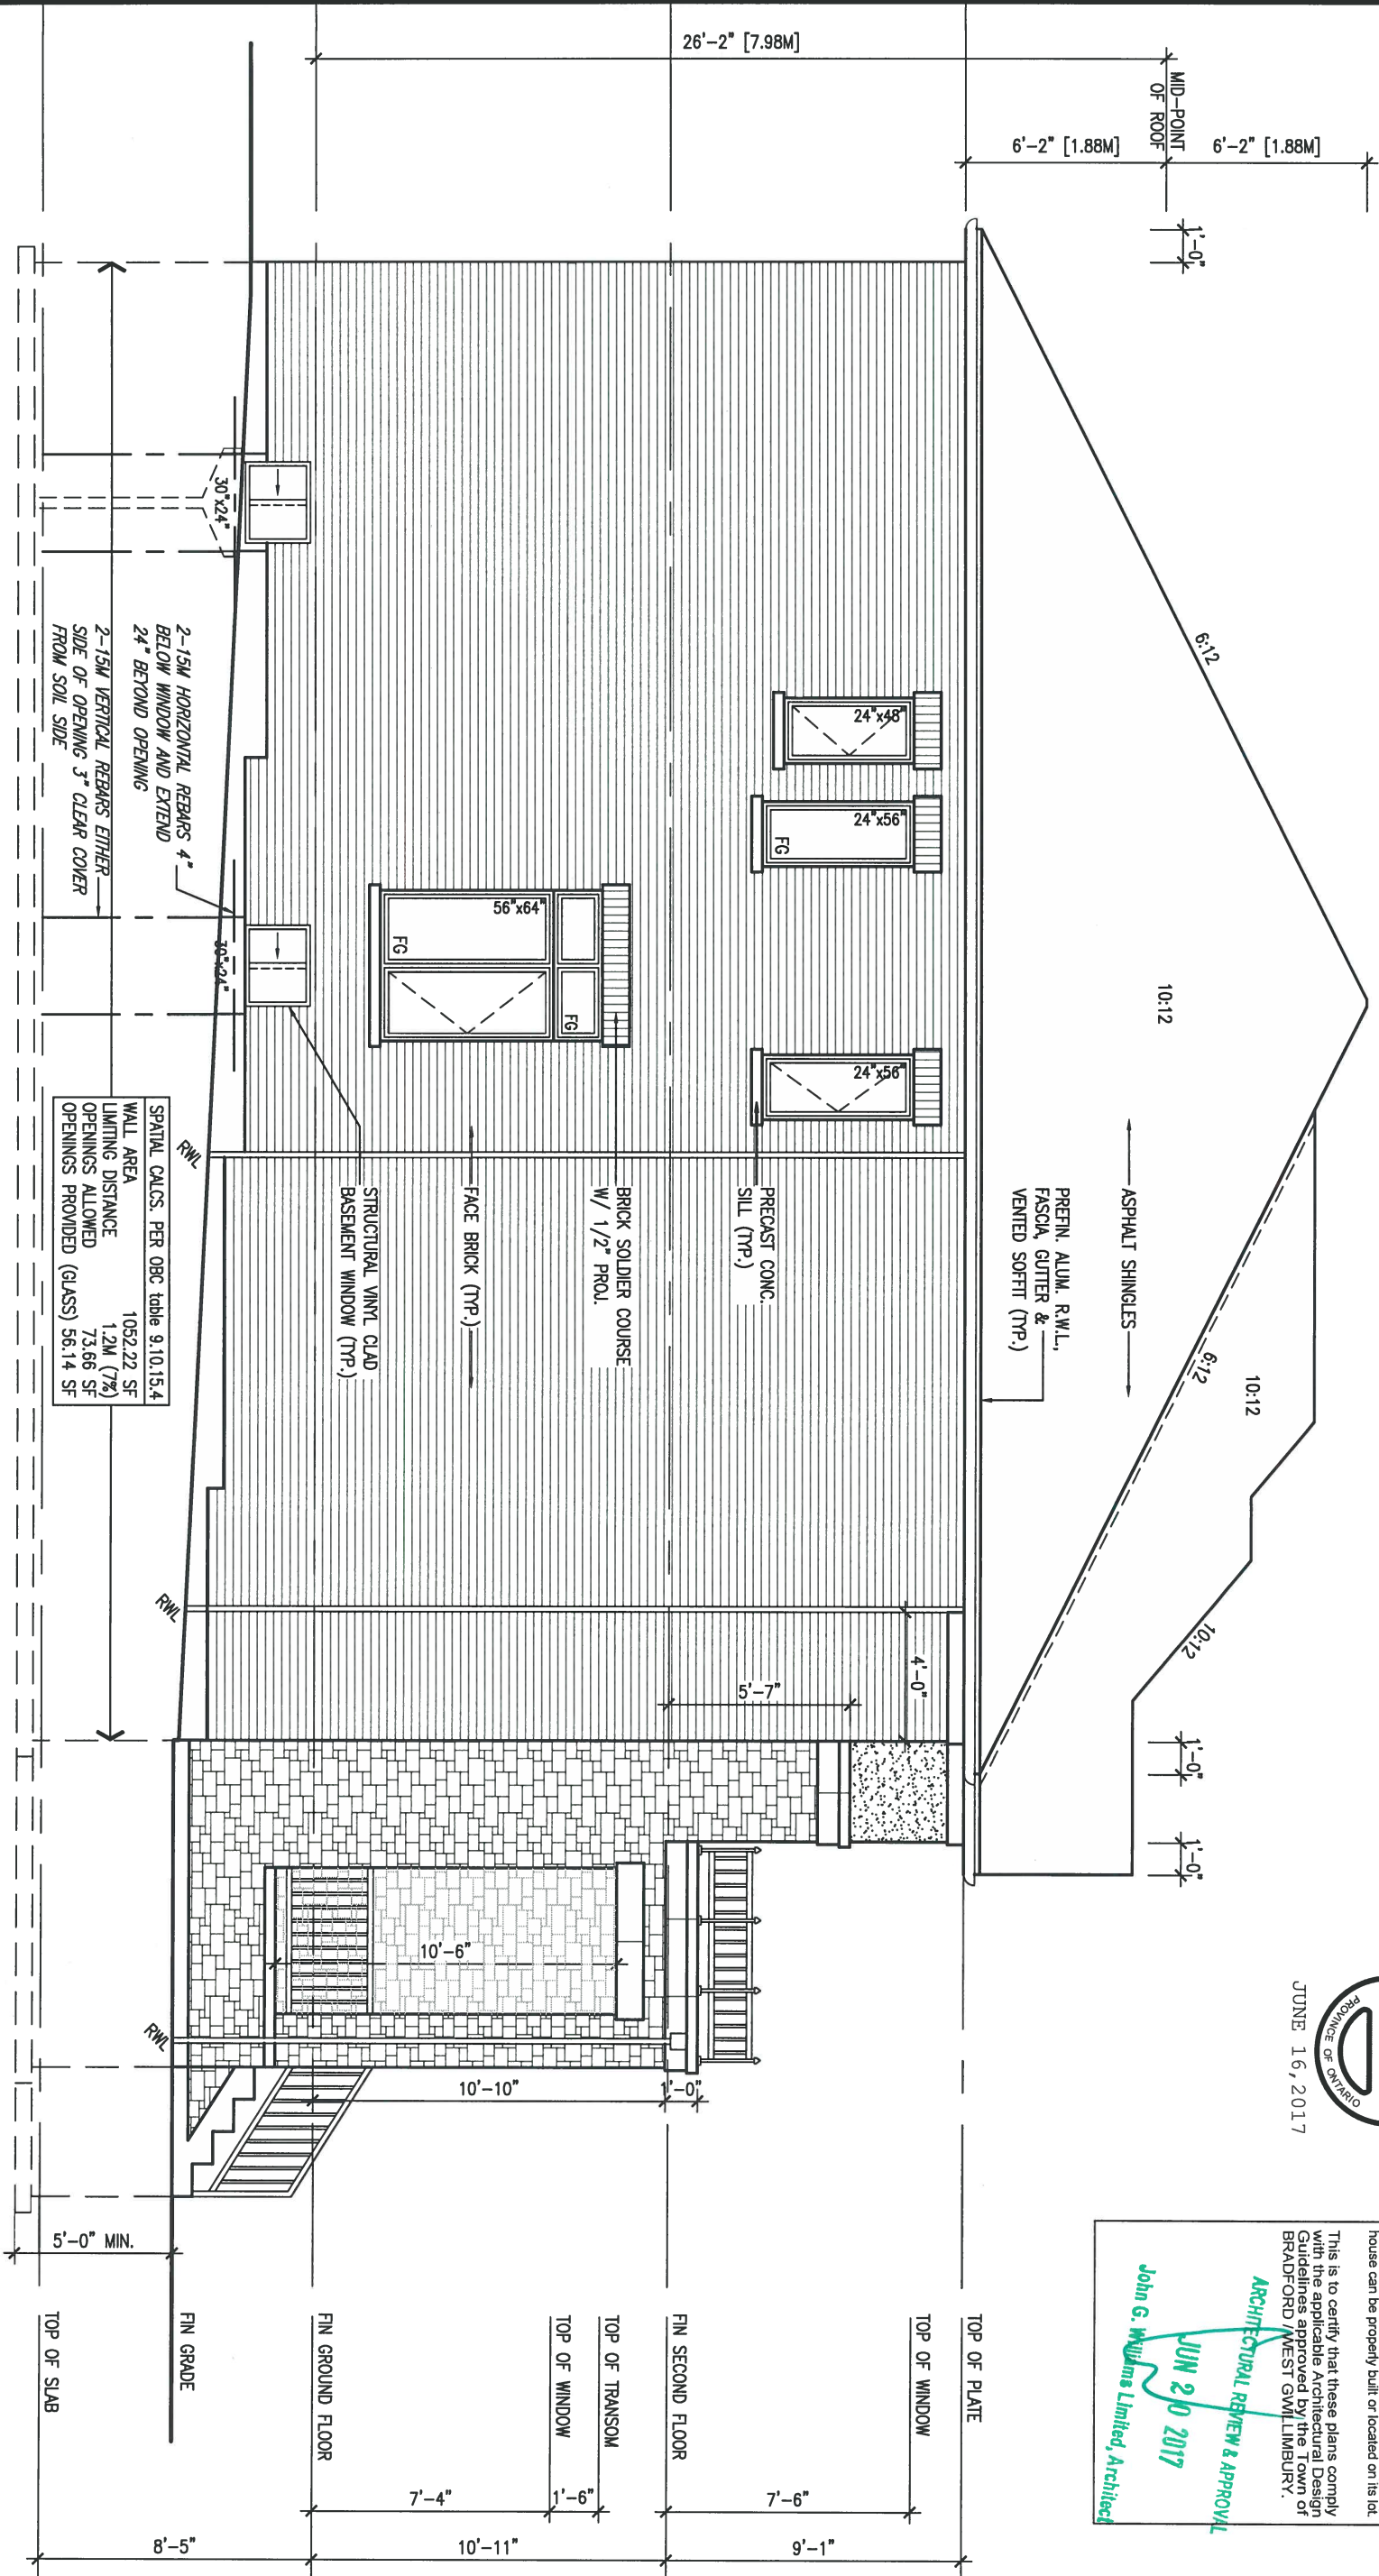 26'-2" [7.98M]
MID-POINT
OF ROOF
6'-2" [1.88M]
6'-2" [1.88M]
1'-0"
6:12
10:12
ASPHALT SHINGLES
PREFIN. ALUM. R.W.L.,
FASCIA, GUTTER &
VENTED SOFFIT (TYP.)
6:12
10:12
10:12
1'-0"
1'-0"
24"x48"
24"x56"
FG
24"x56"
56"x64"
FG
FG
PRECAST CONC.
SILL (TYP.)
BRICK SOLDIER COURSE
W/ 1/2" PROJ.
FACE BRICK (TYP.)
STRUCTURAL VINYL CLAD
BASEMENT WINDOW (TYP.)
4'-0"
5'-7"
10'-6"
10'-10"
1'-0"
30"x24"
30"x24"
2-15M HORIZONTAL REBARS 4"
BELOW WINDOW AND EXTEND
24" BEYOND OPENING
2-15M VERTICAL REBARS EITHER
SIDE OF OPENING 3" CLEAR COVER
FROM SOIL SIDE
RWL
RWL
RWL
SPATIAL CALCS. PER OBC table 9.10.15.4
WALL AREA 1052.22 SF
LIMITING DISTANCE 1.2M (7%)
OPENINGS ALLOWED 73.66 SF
OPENINGS PROVIDED (GLASS) 56.14 SF
5'-0" MIN.
TOP OF PLATE
TOP OF WINDOW
FIN SECOND FLOOR
TOP OF TRANSOM
TOP OF WINDOW
FIN GROUND FLOOR
FIN GRADE
TOP OF SLAB
7'-6"
1'-6"
7'-4"
9'-1"
10'-11"
8'-5"
PROVINCE OF ONTARIO
JUNE 16, 2017
house can be properly built or located on its lot.
This is to certify that these plans comply
with the applicable Architectural Design
Guidelines approved by the Town of
BRADFORD / WEST GWILLIMBURY.
ARCHITECTURAL REVIEW & APPROVAL
JUN 20 2017
John G. Williams Limited, Architect